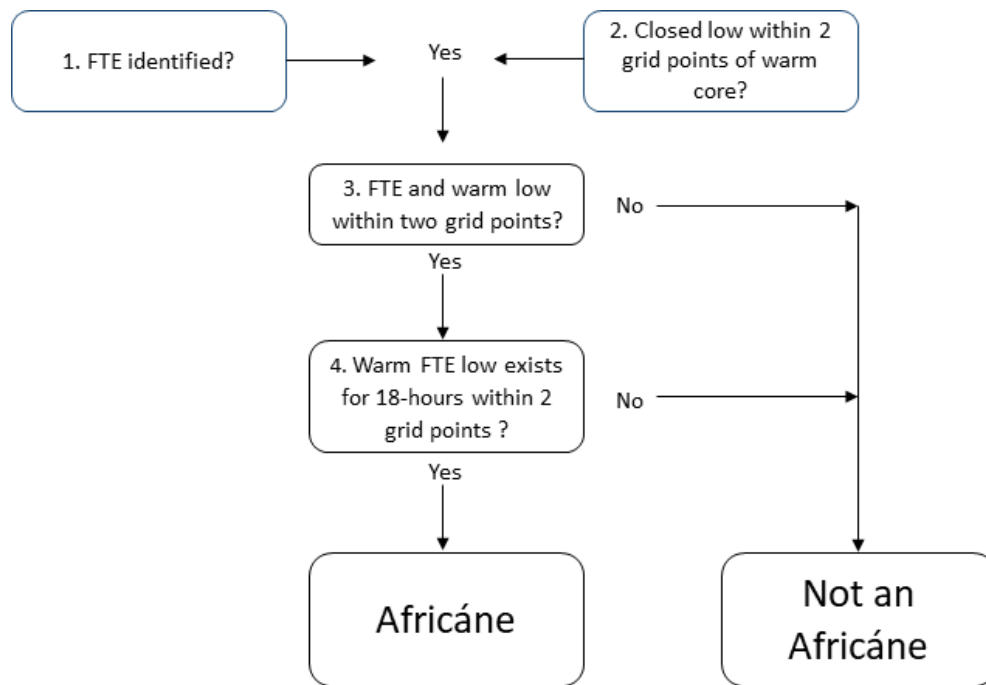 1. FTE identified?
Yes
2. Closed low within 2
grid points of warm
core?
3. FTE and warm low
within two grid points?
No
Yes
4. Warm FTE low exists
for 18-hours within 2
grid points ?
No
Yes
Africáne
Not an
Africáne